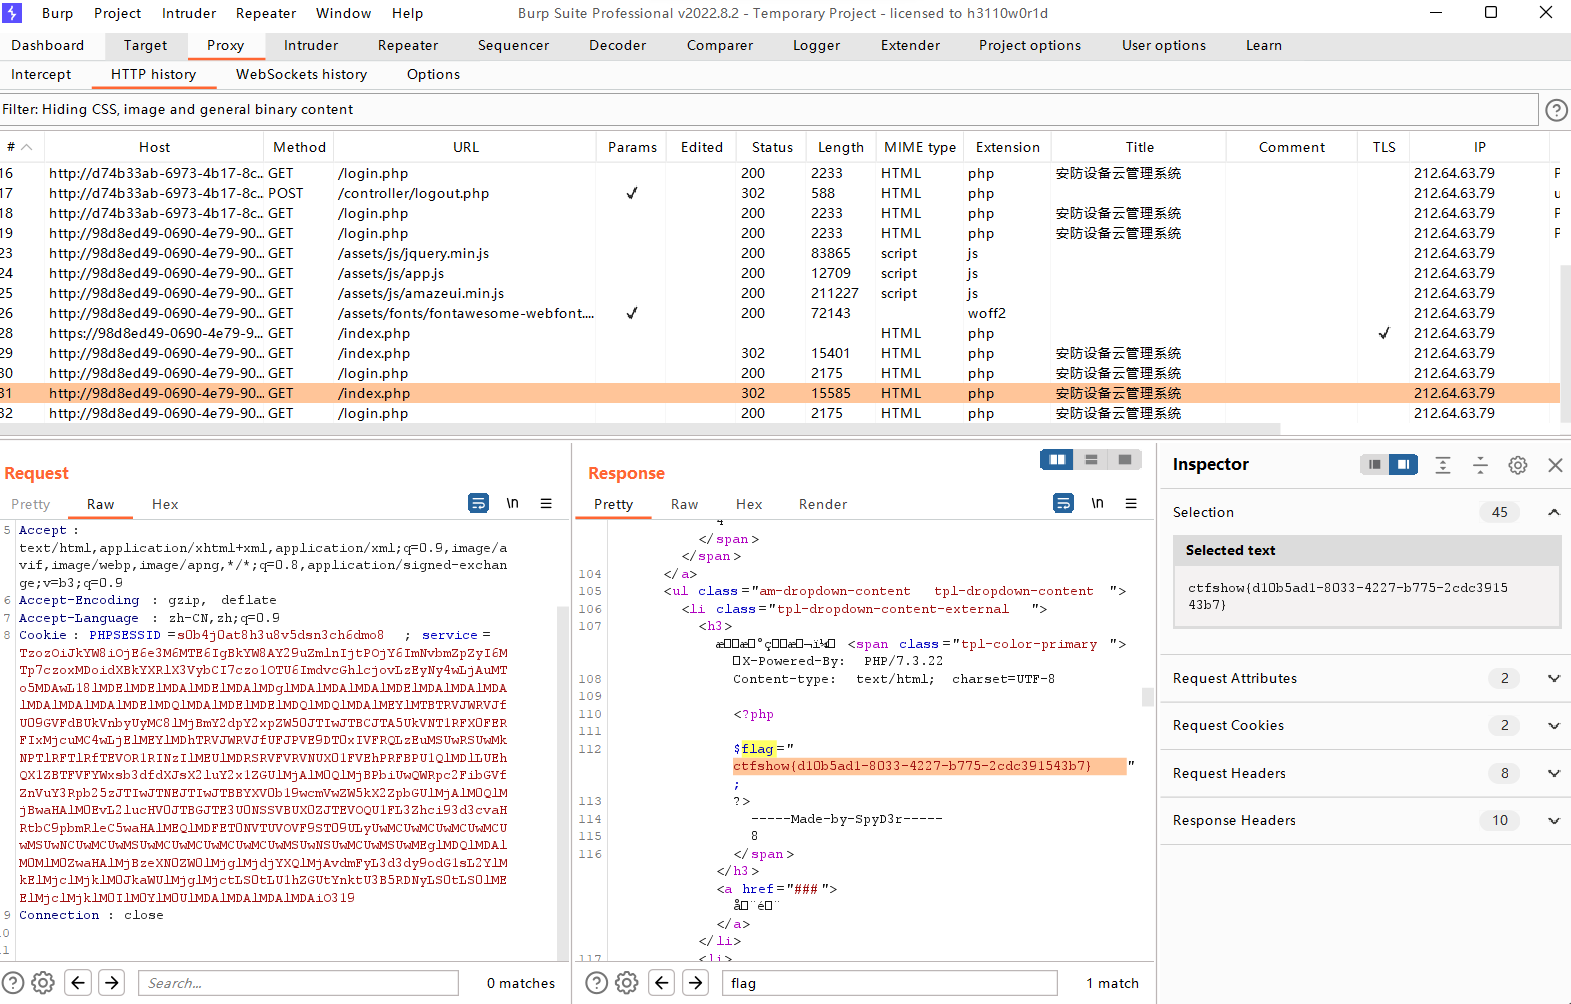 Burp Project Intruder Repeater Window Help Burp Suite Professional v2022.8.2 - Temporary Project - licensed to h3110w0r1d
Dashboard Target Proxy Intruder Repeater Sequencer Decoder Comparer Logger Extender Project options User options Learn
Intercept HTTP history WebSockets history Options
Filter: Hiding CSS, image and general binary content
# Host Method URL Params Edited Status Length MIME type Extension Title Comment TLS IP
16 http://d74b33ab-6973-4b17-8c... GET /login.php 200 2233 HTML php 安防设备云管理系统 212.64.63.79 P
17 http://d74b33ab-6973-4b17-8c... POST /controller/logout.php ✓ 302 588 HTML php 212.64.63.79 u
18 http://d74b33ab-6973-4b17-8c... GET /login.php 200 2233 HTML php 安防设备云管理系统 212.64.63.79 P
19 http://98d8ed49-0690-4e79-90... GET /login.php 200 2233 HTML php 安防设备云管理系统 212.64.63.79 P
23 http://98d8ed49-0690-4e79-90... GET /assets/js/jquery.min.js 200 83865 script js 212.64.63.79
24 http://98d8ed49-0690-4e79-90... GET /assets/js/app.js 200 12709 script js 212.64.63.79
25 http://98d8ed49-0690-4e79-90... GET /assets/js/amazeui.min.js 200 211227 script js 212.64.63.79
26 http://98d8ed49-0690-4e79-90... GET /assets/fonts/fontawesome-webfont.... ✓ 200 72143 woff2 212.64.63.79
28 https://98d8ed49-0690-4e79-9... GET /index.php HTML php ✓ 212.64.63.79
29 http://98d8ed49-0690-4e79-90... GET /index.php 302 15401 HTML php 安防设备云管理系统 212.64.63.79
30 http://98d8ed49-0690-4e79-90... GET /login.php 200 2175 HTML php 安防设备云管理系统 212.64.63.79
31 http://98d8ed49-0690-4e79-90... GET /index.php 302 15585 HTML php 安防设备云管理系统 212.64.63.79
32 http://98d8ed49-0690-4e79-90... GET /login.php 200 2175 HTML php 安防设备云管理系统 212.64.63.79
Request
Pretty Raw Hex \n
5 Accept :
text/html,application/xhtml+xml,application/xml;q=0.9,image/a
vif,image/webp,image/apng,*/*;q=0.8,application/signed-exchan
ge;v=b3;q=0.9
6 Accept-Encoding : gzip, deflate
7 Accept-Language : zh-CN,zh;q=0.9
8 Cookie : PHPSESSID =s0b4j0at8h3u8v5dsn3ch6dmo8 ; service =
9 Connection : close
10
11
Search... 0 matches
Response
Pretty Raw Hex Render \n
4
</span>
</span>
104 </a>
105 <ul class="am-dropdown-content tpl-dropdown-content ">
106 <li class="tpl-dropdown-content-external ">
107 <h3>
<span class="tpl-color-primary ">
X-Powered-By: PHP/7.3.22
108 Content-type: text/html; charset=UTF-8
109
110 <?php
111
112 $flag="
ctfshow{d10b5ad1-8033-4227-b775-2cdc391543b7} "
;
113 ?>
114 -----Made-by-SpyD3r-----
115 8
116 </span>
</h3>
<a href="###">
</a>
</li>
117 <li>
flag 1 match
Inspector
Selection 45
Selected text
ctfshow{d10b5ad1-8033-4227-b775-2cdc3915
43b7}
Request Attributes 2
Request Cookies 2
Request Headers 8
Response Headers 10